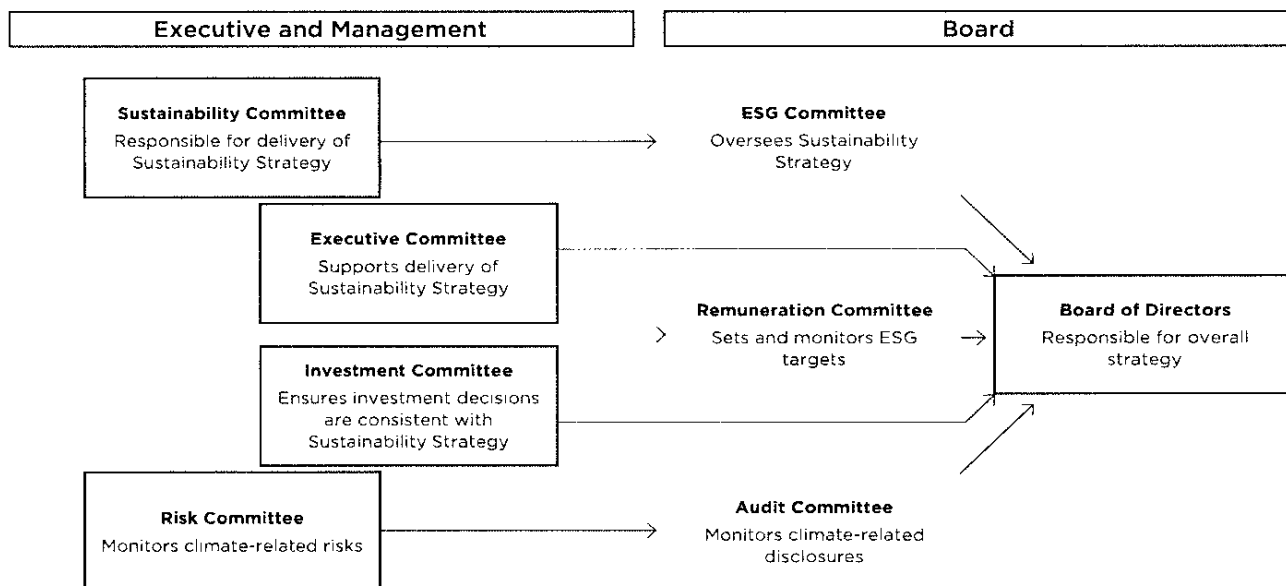 Executive and Management
Board
Sustainability Committee
Responsible for delivery of
Sustainability Strategy
ESG Committee
Oversees Sustainability
Strategy
Executive Committee
Supports delivery of
Sustainability Strategy
Remuneration Committee
Sets and monitors ESG
targets
Board of Directors
Responsible for overall
strategy
Investment Committee
Ensures investment decisions
are consistent with
Sustainability Strategy
Risk Committee
Monitors climate-related risks
Audit Committee
Monitors climate-related
disclosures